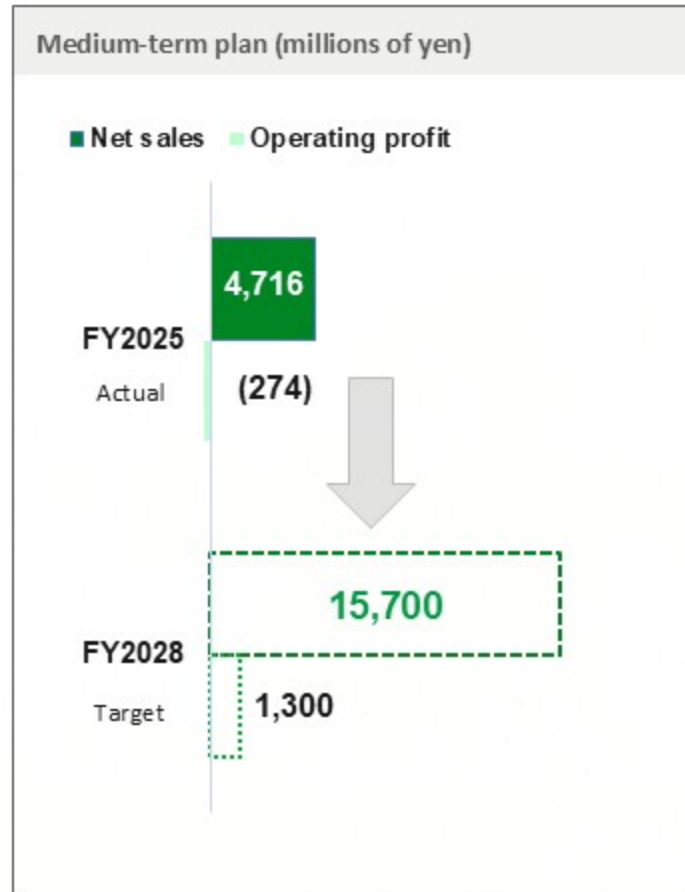 Medium-term plan (millions of yen)
Net sales Operating profit
4,716
FY2025
Actual
(274)
15,700
FY2028
Target
1,300